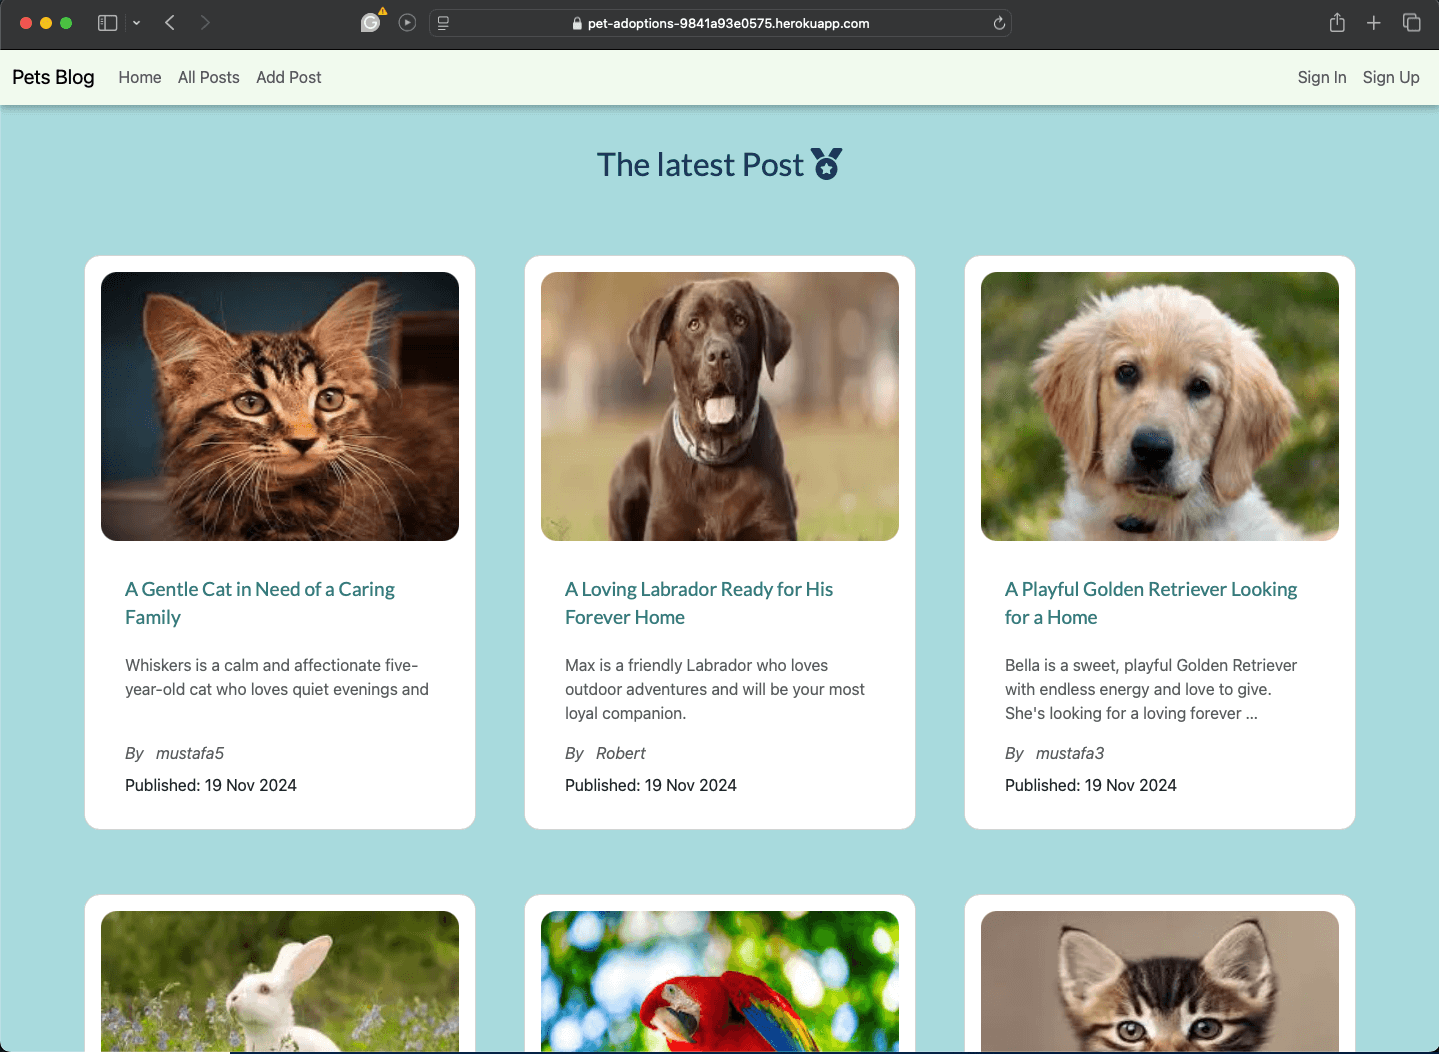 pet-adoptions-9841a93e0575.herokuapp.com
Pets Blog Home All Posts Add Post Sign In Sign Up
The latest Post
A Gentle Cat in Need of a Caring
Family
Whiskers is a calm and affectionate five-
year-old cat who loves quiet evenings and
By mustafa5
Published: 19 Nov 2024
A Loving Labrador Ready for His
Forever Home
Max is a friendly Labrador who loves
outdoor adventures and will be your most
loyal companion.
By Robert
Published: 19 Nov 2024
A Playful Golden Retriever Looking
for a Home
Bella is a sweet, playful Golden Retriever
with endless energy and love to give.
She's looking for a loving forever ...
By mustafa3
Published: 19 Nov 2024